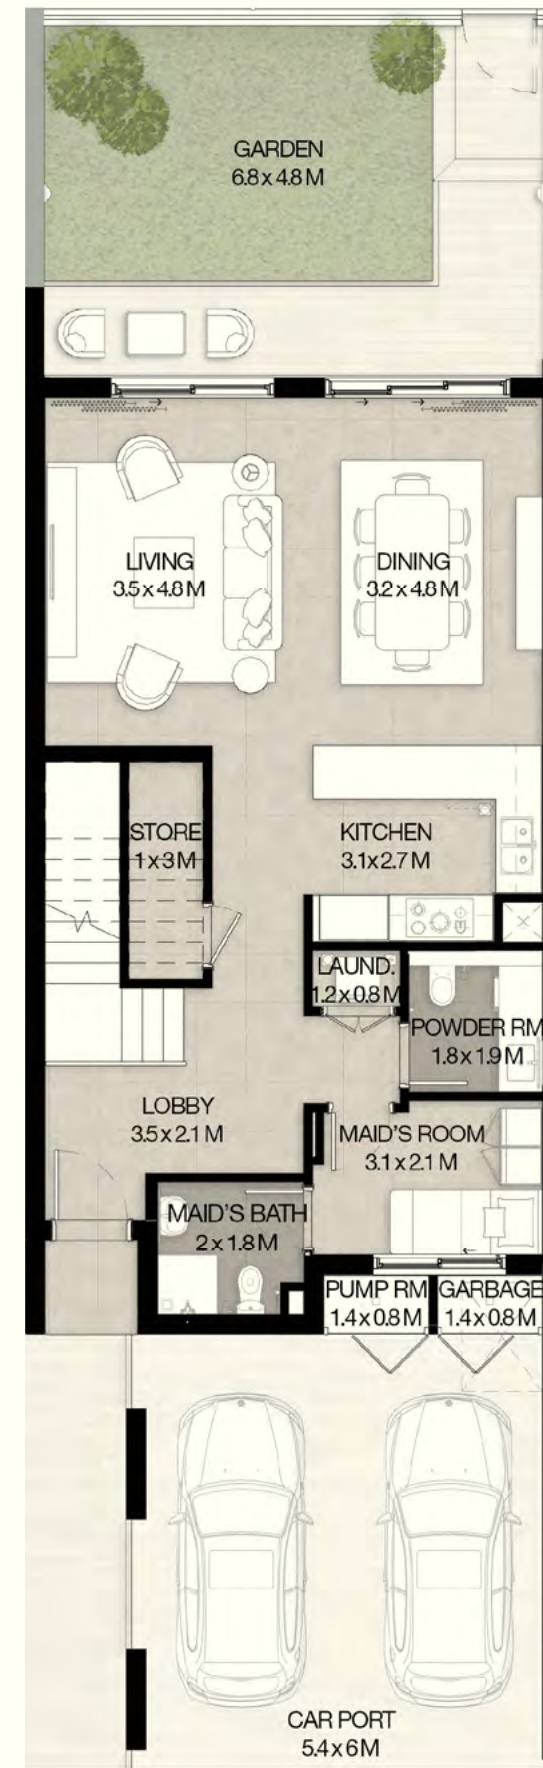 GARDEN
6.8 x 4.8 M
LIVING
3.5 x 4.8 M
DINING
3.2 x 4.8 M
STORE
1 x 3 M
KITCHEN
3.1 x 2.7 M
LAUND.
1.2 x 0.8 M
POWDER RM
1.8 x 1.9 M
LOBBY
3.5 x 2.1 M
MAID'S ROOM
3.1 x 2.1 M
MAID'S BATH
2 x 1.8 M
PUMP RM
1.4 x 0.8 M
GARBAGE
1.4 x 0.8 M
CAR PORT
5.4 x 6 M